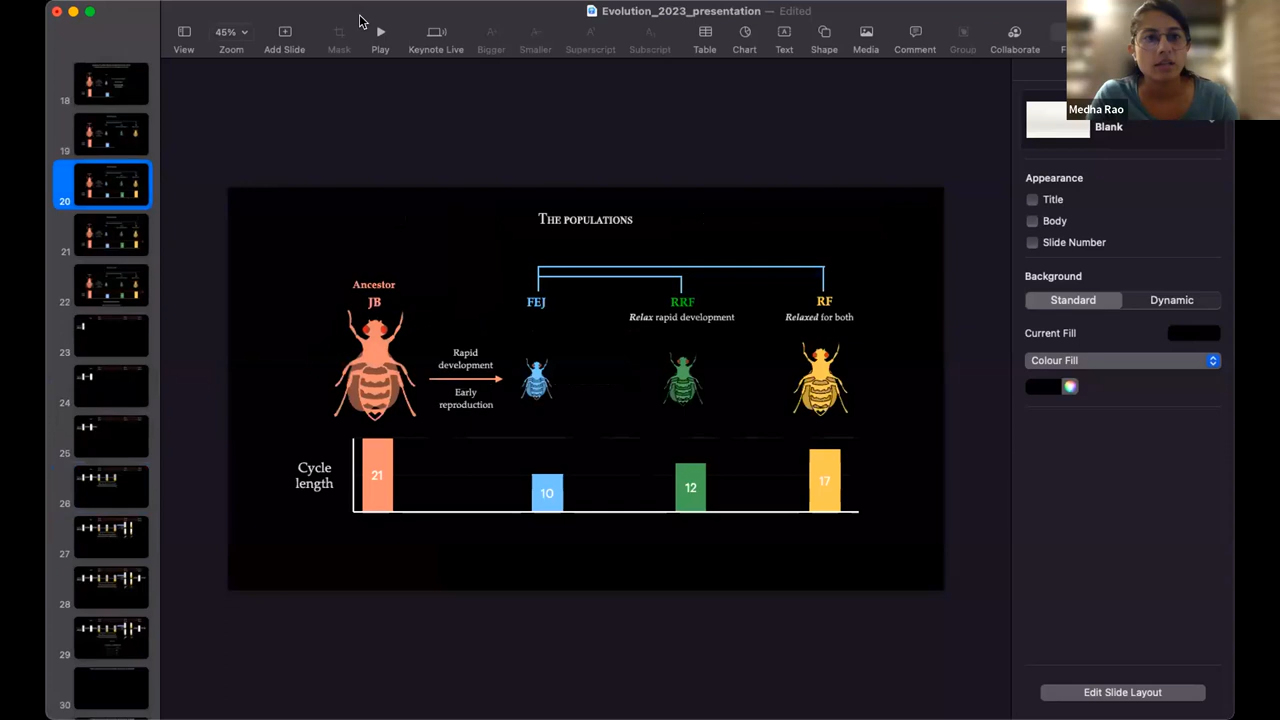 Evolution_2023_presentation — Edited
View
45%
Zoom
Add Slide
Mask
Play
Keynote Live
Bigger
Smaller
Superscript
Subscript
Table
Chart
Text
Shape
Media
Comment
Group
Collaborate
Medha Rao
Blank
Appearance
Title
Body
Slide Number
Background
Standard
Dynamic
Current Fill
Colour Fill
Edit Slide Layout
18
19
20
21
22
23
24
25
26
27
28
29
30
The populations
Ancestor
JB
FEJ
RRF
RF
Relax rapid development
Relaxed for both
Rapid
development
Early
reproduction
Cycle
length
21
10
12
17